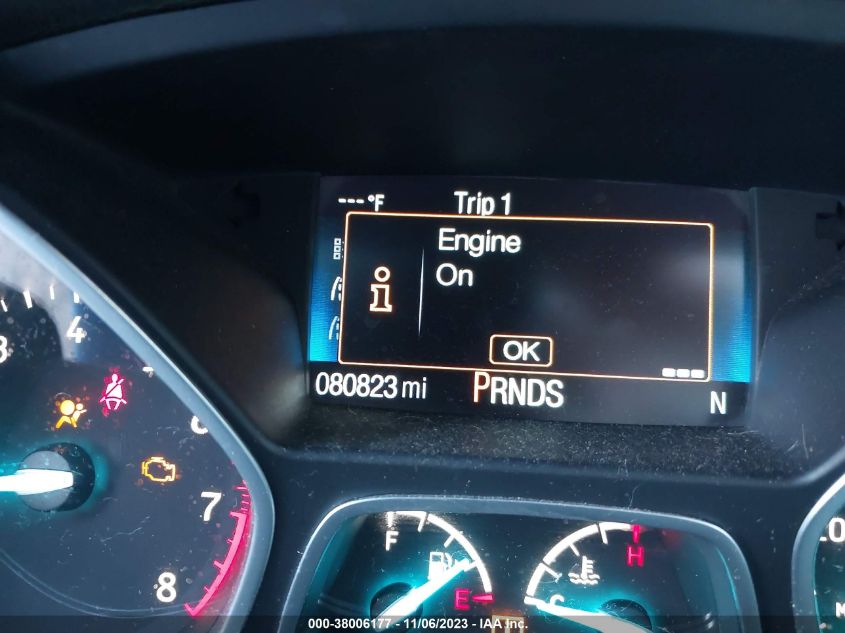 ---°F Trip 1
Engine
On
OK
080823 mi PRNDS N
4
7
8
F
E
H
C
000-38006177 - 11/06/2023 - IAA Inc.